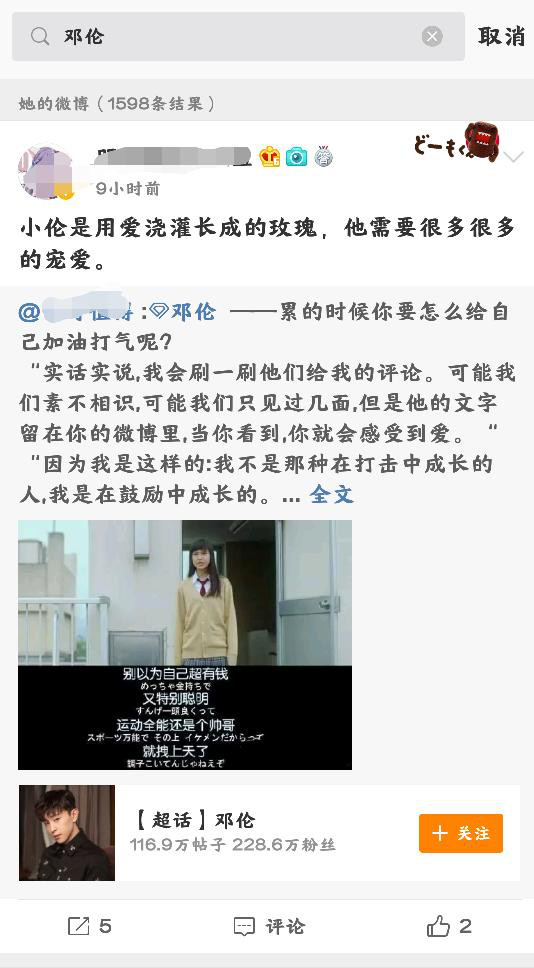 邓伦
取消
她的微博（1598条结果）
どーもくん
9小时前
小伦是用爱浇灌长成的玫瑰，他需要很多很多
的宠爱。
:邓伦 ——累的时候你要怎么给自
己加油打气呢?
“实话实说,我会刷一刷他们给我的评论。可能我
们素不相识,可能我们只见过几面,但是他的文字
留在你的微博里,当你看到,你就会感受到爱。“
“因为我是这样的:我不是那种在打击中成长的
人,我是在鼓励中成长的。... 全文
别以为自己超有钱
めっちゃ金持ちで
又特别聪明
すんげー頭良くって
运动全能还是个帅哥
スポーツ万能で その上 イケメンだからって
就拽上天了
調子こいてんじゃねえぞ
【超话】邓伦
116.9万帖子 228.6万粉丝
+ 关注
5
评论
2